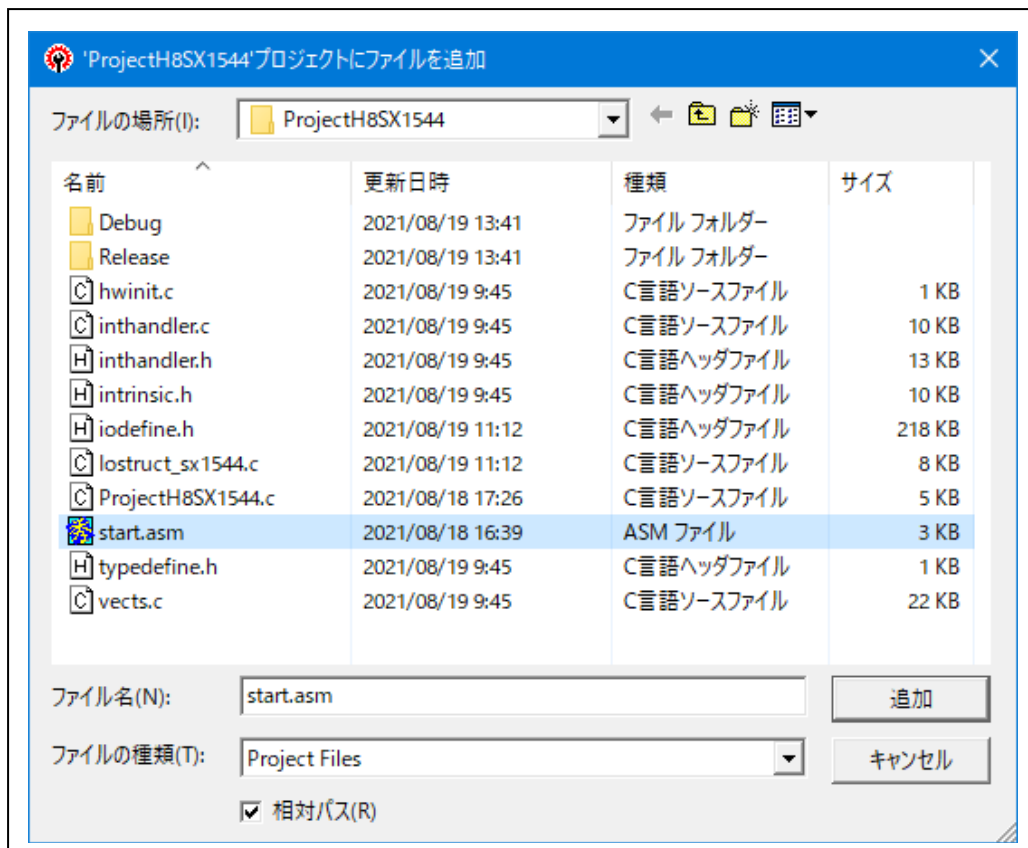 'ProjectH8SX1544'プロジェクトにファイルを追加
ファイルの場所(I): ProjectH8SX1544
名前 更新日時 種類 サイズ
Debug 2021/08/19 13:41 ファイル フォルダー
Release 2021/08/19 13:41 ファイル フォルダー
hwinit.c 2021/08/19 9:45 C言語ソースファイル 1 KB
inthandler.c 2021/08/19 9:45 C言語ソースファイル 10 KB
inthandler.h 2021/08/19 9:45 C言語ヘッダファイル 13 KB
intrinsic.h 2021/08/19 9:45 C言語ヘッダファイル 10 KB
iodefine.h 2021/08/19 11:12 C言語ヘッダファイル 218 KB
lostruct_sx1544.c 2021/08/19 11:12 C言語ソースファイル 8 KB
ProjectH8SX1544.c 2021/08/18 17:26 C言語ソースファイル 5 KB
start.asm 2021/08/18 16:39 ASM ファイル 3 KB
typedefine.h 2021/08/19 9:45 C言語ヘッダファイル 1 KB
vects.c 2021/08/19 9:45 C言語ソースファイル 22 KB
ファイル名(N): start.asm 追加
ファイルの種類(T): Project Files キャンセル
相対パス(R)